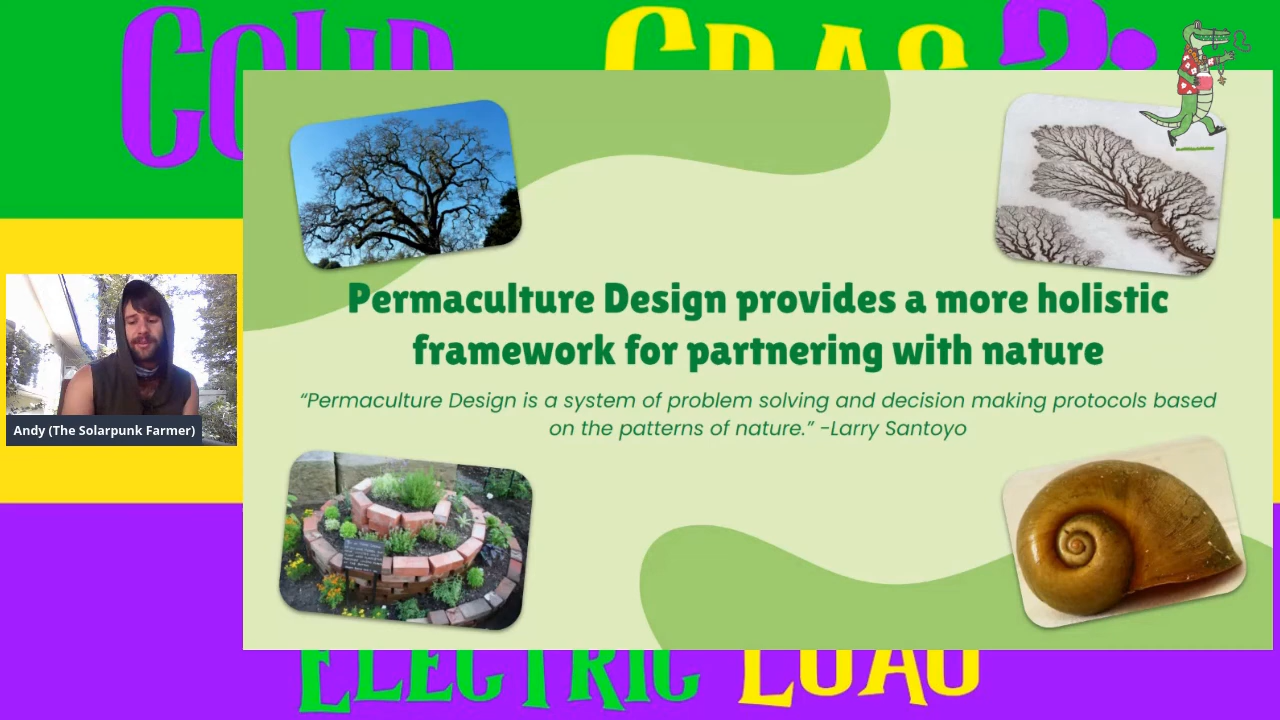 Permaculture Design provides a more holistic
framework for partnering with nature
“Permaculture Design is a system of problem solving and decision making protocols based
on the patterns of nature.” -Larry Santoyo
Andy (The Solarpunk Farmer)
ELECTRIC LUAU